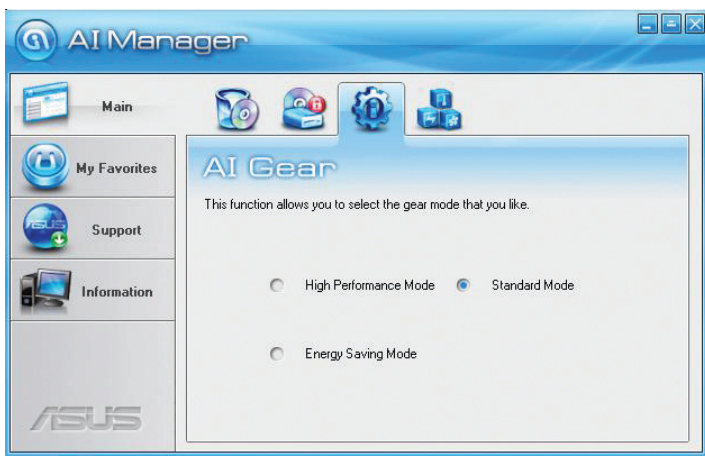 AI Manager
Main
My Favorites
Support
Information
ASUS
ASUS
AI Gear
This function allows you to select the gear mode that you like.
High Performance Mode
Standard Mode
Energy Saving Mode